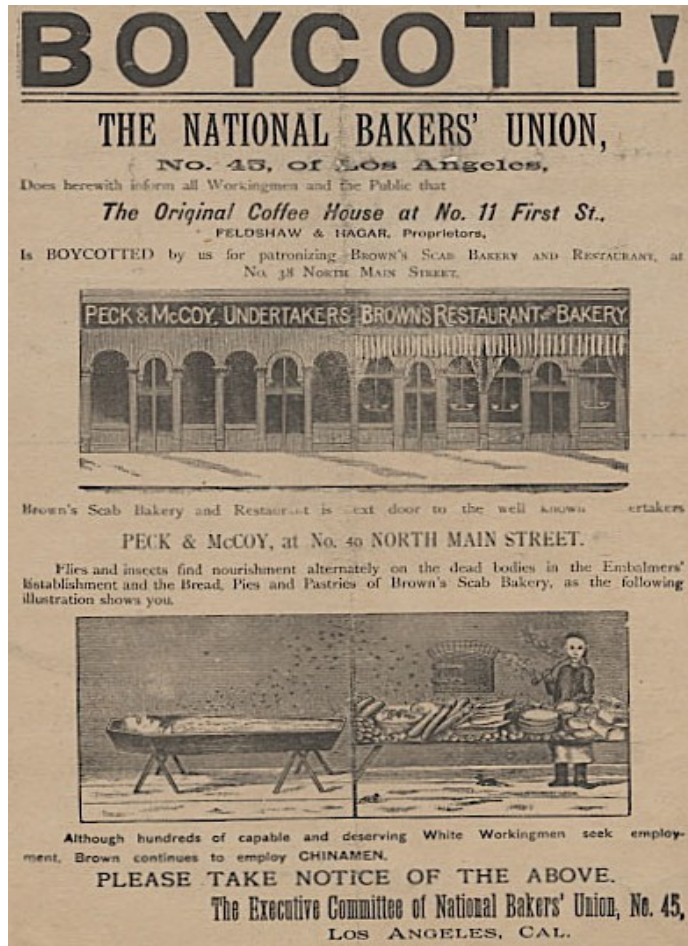 BOYCOTT!
THE NATIONAL BAKERS' UNION,
No. 45, of Los Angeles,
Does herewith inform all Workingmen and the Public that
The Original Coffee House at No. 11 First St.,
FELDSHAW & HAGAR, Proprietors,
Is BOYCOTTED by us for patronizing BROWN'S SCAB BAKERY AND RESTAURANT, at
No. 38 NORTH MAIN STREET.
PECK & McCOY, UNDERTAKERS BROWN'S RESTAURANT AND BAKERY
Brown's Scab Bakery and Restaurant is next door to the well known
PECK & McCOY, at No. 40 NORTH MAIN STREET.
Flies and insects find nourishment alternately on the dead bodies in the Embalmers'
Establishment and the Bread, Pies and Pastries of Brown's Scab Bakery, as the following
illustration shows you.
Although hundreds of capable and deserving White Workingmen seek employ-
ment, Brown continues to employ CHINAMEN.
PLEASE TAKE NOTICE OF THE ABOVE.
The Executive Committee of National Bakers' Union, No. 45,
LOS ANGELES, CAL.